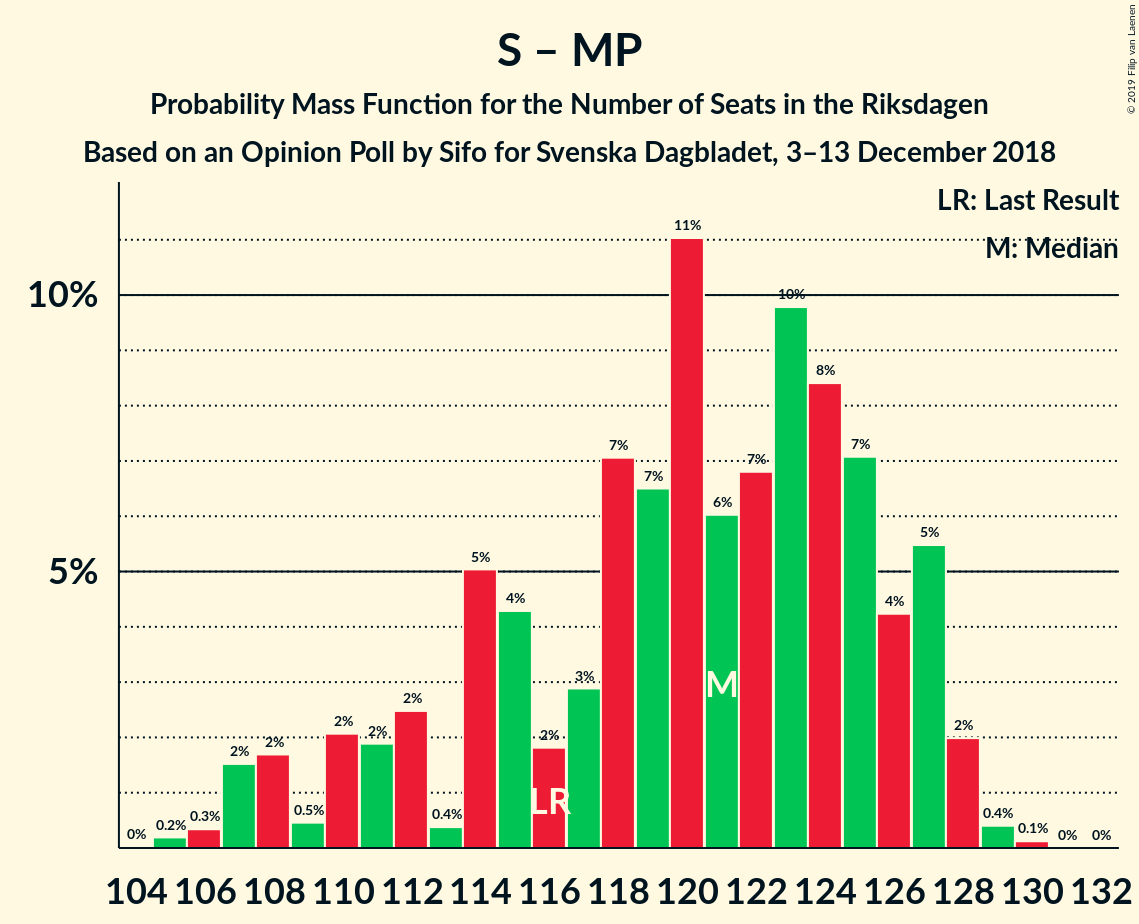 © 2019 Filip van Laenen
S – MP
Probability Mass Function for the Number of Seats in the Riksdagen
Based on an Opinion Poll by Sifo for Svenska Dagbladet, 3–13 December 2018
LR: Last Result
M: Median
10%
5%
0% 0.2% 0.3% 2% 2% 0.5% 2% 2% 2% 0.4% 5% 4% 2% 3% 7% 7% 11% 6% 7% 10% 8% 7% 4% 5% 2% 0.4% 0.1% 0% 0%
M
LR
104 106 108 110 112 114 116 118 120 122 124 126 128 130 132